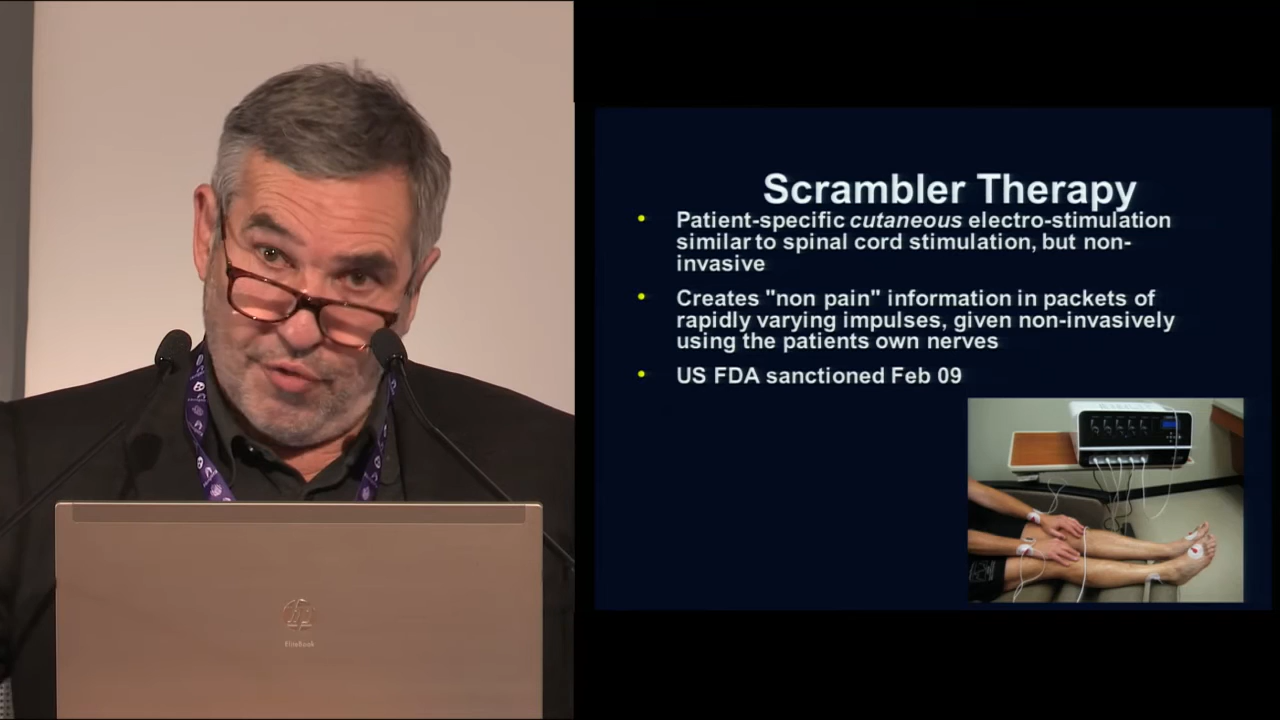 Scrambler Therapy
• Patient-specific cutaneous electro-stimulation
similar to spinal cord stimulation, but non-
invasive
• Creates "non pain" information in packets of
rapidly varying impulses, given non-invasively
using the patients own nerves
• US FDA sanctioned Feb 09
hp
EliteBook